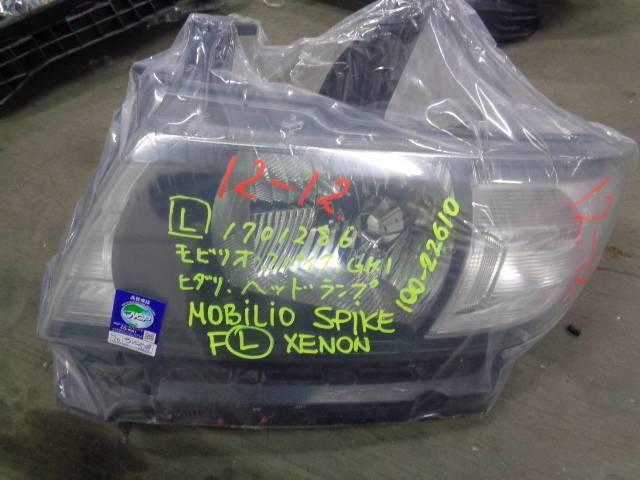 12-12
L 1701286
モビリオスパイク GK1
ヒダリ、ヘッドランプ
100-22610
MOBILIO SPIKE
F L XENON